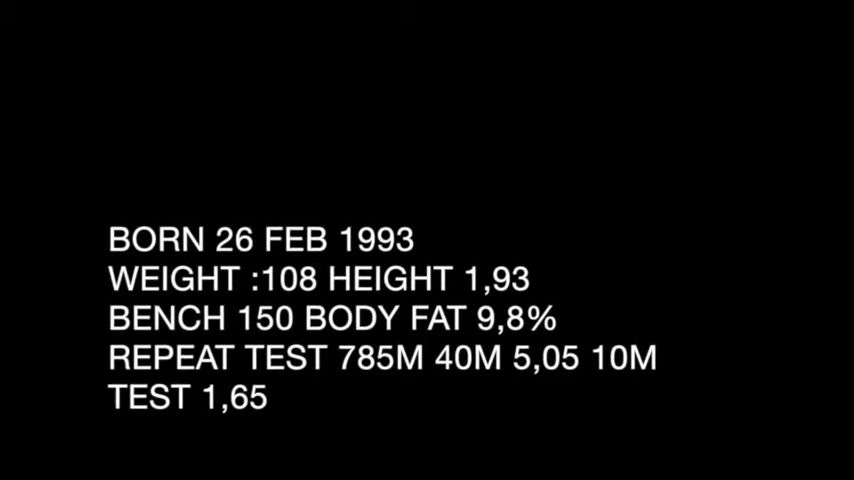 BORN 26 FEB 1993
WEIGHT :108 HEIGHT 1,93
BENCH 150 BODY FAT 9,8%
REPEAT TEST 785M 40M 5,05 10M
TEST 1,65